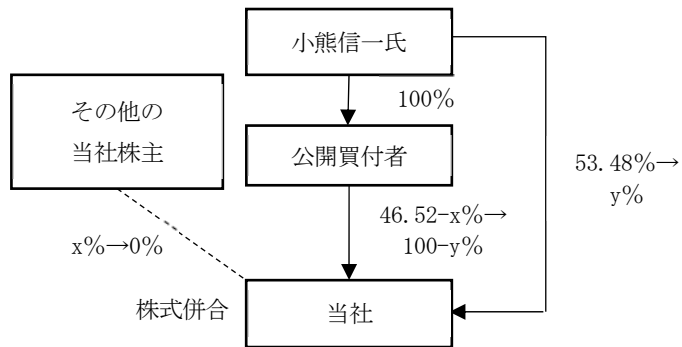 小熊信一氏
その他の
当社株主
100%
公開買付者
53.48%→
y%
46.52-x%→
100-y%
x%→0%
株式併合
当社